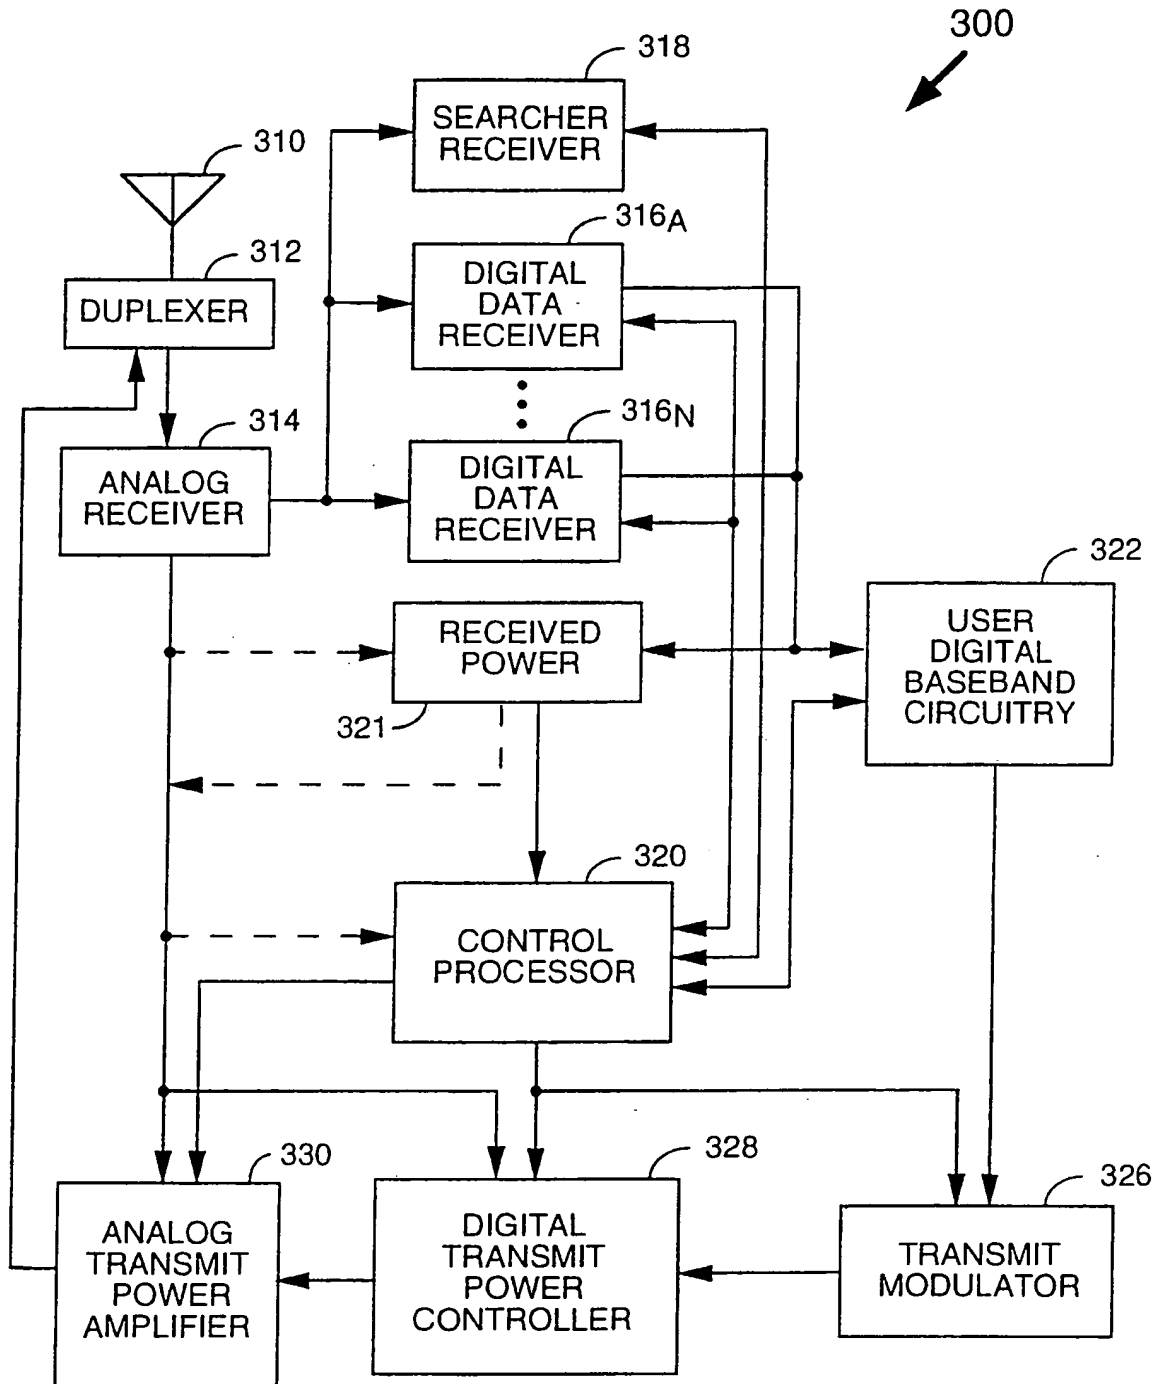 300
318
SEARCHER
RECEIVER
310
316A
312
DIGITAL
DATA
RECEIVER
DUPLEXER
316N
314
DIGITAL
DATA
RECEIVER
ANALOG
RECEIVER
322
USER
DIGITAL
BASEBAND
CIRCUITRY
RECEIVED
POWER
321
320
CONTROL
PROCESSOR
330
328
326
ANALOG
TRANSMIT
POWER
AMPLIFIER
DIGITAL
TRANSMIT
POWER
CONTROLLER
TRANSMIT
MODULATOR